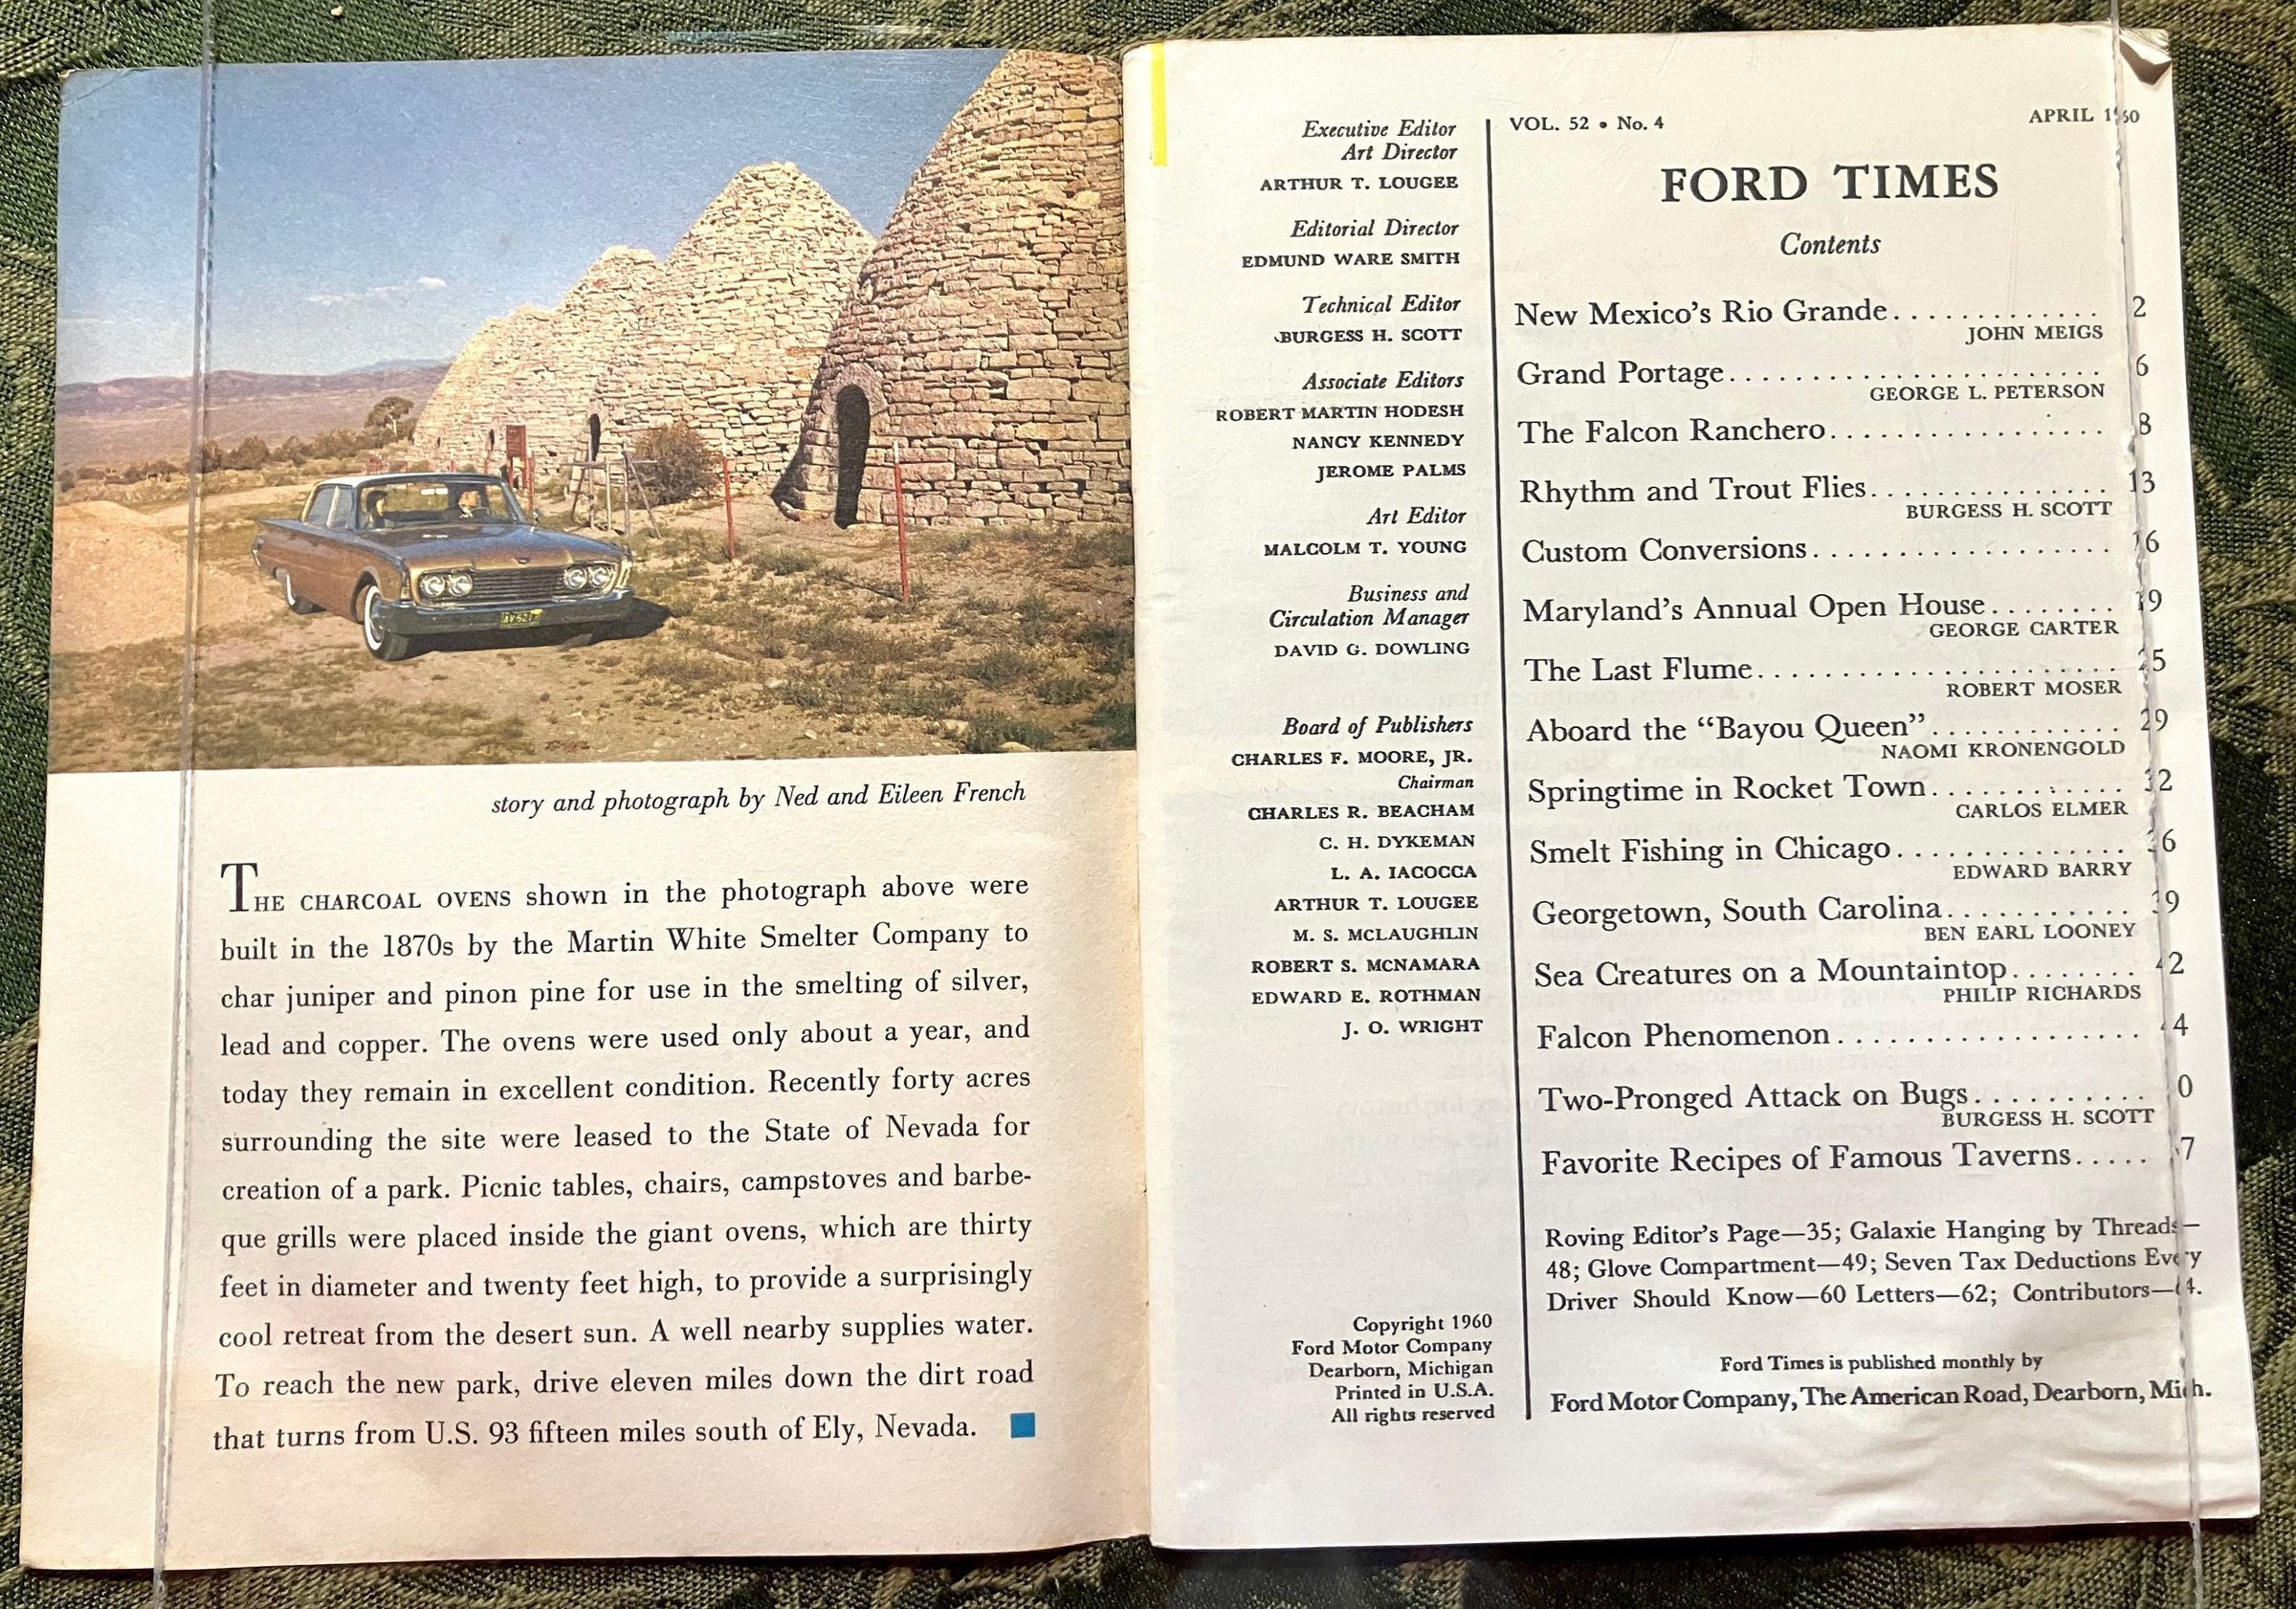 story and photograph by Ned and Eileen French
THE CHARCOAL OVENS shown in the photograph above were
built in the 1870s by the Martin White Smelter Company to
char juniper and pinon pine for use in the smelting of silver,
lead and copper. The ovens were used only about a year, and
today they remain in excellent condition. Recently forty acres
surrounding the site were leased to the State of Nevada for
creation of a park. Picnic tables, chairs, campstoves and barbe-
que grills were placed inside the giant ovens, which are thirty
feet in diameter and twenty feet high, to provide a surprisingly
cool retreat from the desert sun. A well nearby supplies water.
To reach the new park, drive eleven miles down the dirt road
that turns from U.S. 93 fifteen miles south of Ely, Nevada.
Executive Editor
Art Director
ARTHUR T. LOUGEE
Editorial Director
EDMUND WARE SMITH
Technical Editor
BURGESS H. SCOTT
Associate Editors
ROBERT MARTIN HODESH
NANCY KENNEDY
JEROME PALMS
Art Editor
MALCOLM T. YOUNG
Business and
Circulation Manager
DAVID G. DOWLING
Board of Publishers
CHARLES F. MOORE, JR.
Chairman
CHARLES R. BEACHAM
C. H. DYKEMAN
L. A. IACOCCA
ARTHUR T. LOUGEE
M. S. MCLAUGHLIN
ROBERT S. MCNAMARA
EDWARD E. ROTHMAN
J. O. WRIGHT
Copyright 1960
Ford Motor Company
Dearborn, Michigan
Printed in U.S.A.
All rights reserved
VOL. 52 • No. 4 APRIL 1960
FORD TIMES
Contents
New Mexico's Rio Grande............. 2
JOHN MEIGS
Grand Portage...................... 6
GEORGE L. PETERSON
The Falcon Ranchero................. 8
Rhythm and Trout Flies.............. 13
BURGESS H. SCOTT
Custom Conversions.................. 16
Maryland's Annual Open House........ 19
GEORGE CARTER
The Last Flume..................... 25
ROBERT MOSER
Aboard the "Bayou Queen"............ 29
NAOMI KRONENGOLD
Springtime in Rocket Town........... 32
CARLOS ELMER
Smelt Fishing in Chicago.............. 36
EDWARD BARRY
Georgetown, South Carolina........... 39
BEN EARL LOONEY
Sea Creatures on a Mountaintop........ 42
PHILIP RICHARDS
Falcon Phenomenon.................. 44
Two-Pronged Attack on Bugs..........
BURGESS H. SCOTT
Favorite Recipes of Famous Taverns.....
Roving Editor's Page—35; Galaxie Hanging by Threads—
48; Glove Compartment—49; Seven Tax Deductions Every
Driver Should Know—60 Letters—62; Contributors—64.
Ford Times is published monthly by
Ford Motor Company, The American Road, Dearborn, Mich.